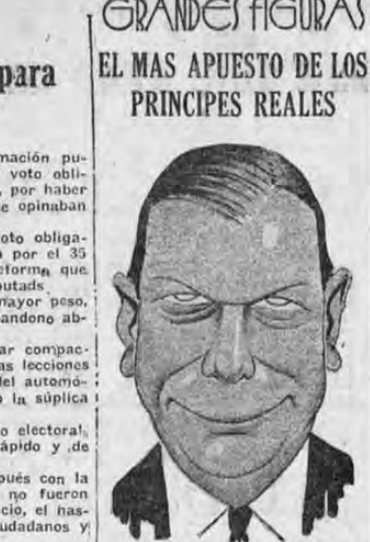 para
mación pu-
voto obli-
, por haber
e opinaban
oto obliga-
por el 35
eforma que
putads
mayor peso,
andono ab-
ar compac-
as lecciones
del automó-
o la súplica
o electoral,
ápido y de
pués con la
no fueron
cio, el has-
udadanos y
GRANDES FIGURAS
EL MAS APUESTO DE LOS
PRINCIPES REALES